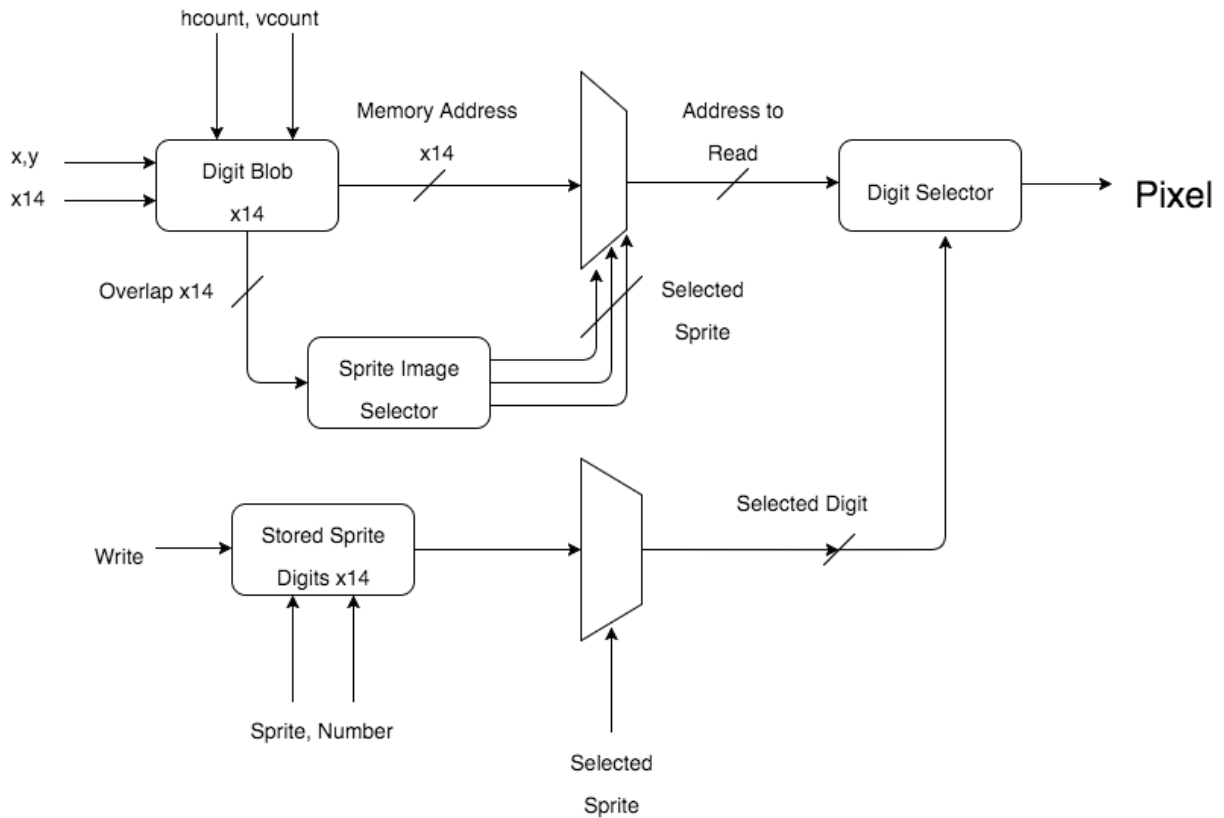 hcount, vcount
x,y
x14
Digit Blob
x14
Memory Address
x14
Address to
Read
Digit Selector
Pixel
Overlap x14
Selected
Sprite
Sprite Image
Selector
Write
Stored Sprite
Digits x14
Selected Digit
Sprite, Number
Selected
Sprite